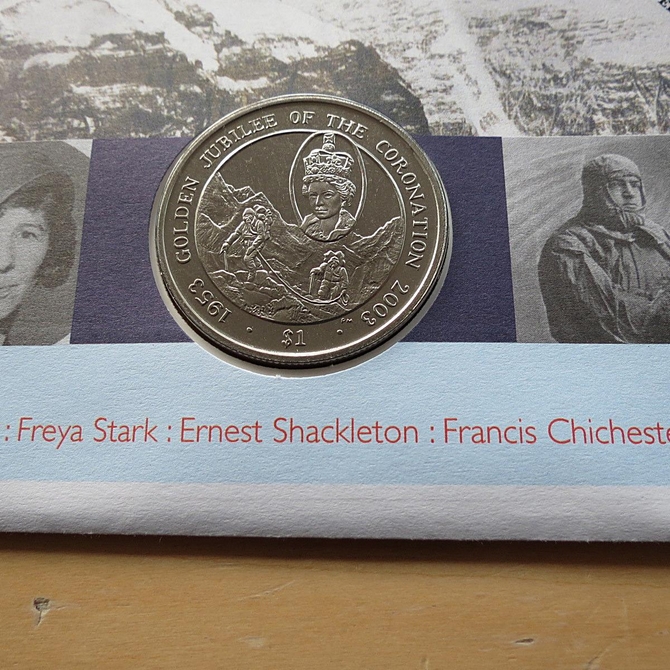 GOLDEN JUBILEE OF THE CORONATION
1953
2003
$1
: Freya Stark : Ernest Shackleton : Francis Chicheste